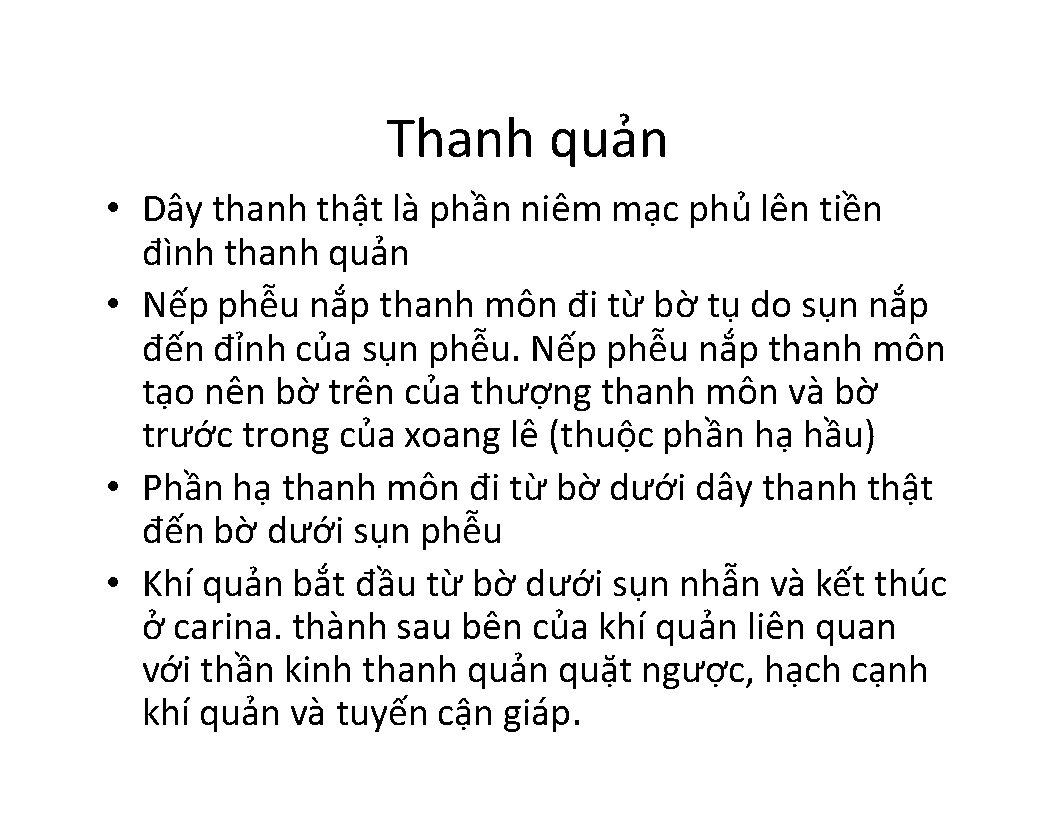 Thanh quản
• Dây thanh thật là phần niêm mạc phủ lên tiền
đình thanh quản
• Nếp phễu nắp thanh môn đi từ bờ tụ do sụn nắp
đến đỉnh của sụn phễu. Nếp phễu nắp thanh môn
tạo nên bờ trên của thượng thanh môn và bờ
trước trong của xoang lê (thuộc phần hạ hầu)
• Phần hạ thanh môn đi từ bờ dưới dây thanh thật
đến bờ dưới sụn phễu
• Khí quản bắt đầu từ bờ dưới sụn nhẫn và kết thúc
ở carina. thành sau bên của khí quản liên quan
với thần kinh thanh quản quặt ngược, hạch cạnh
khí quản và tuyến cận giáp.